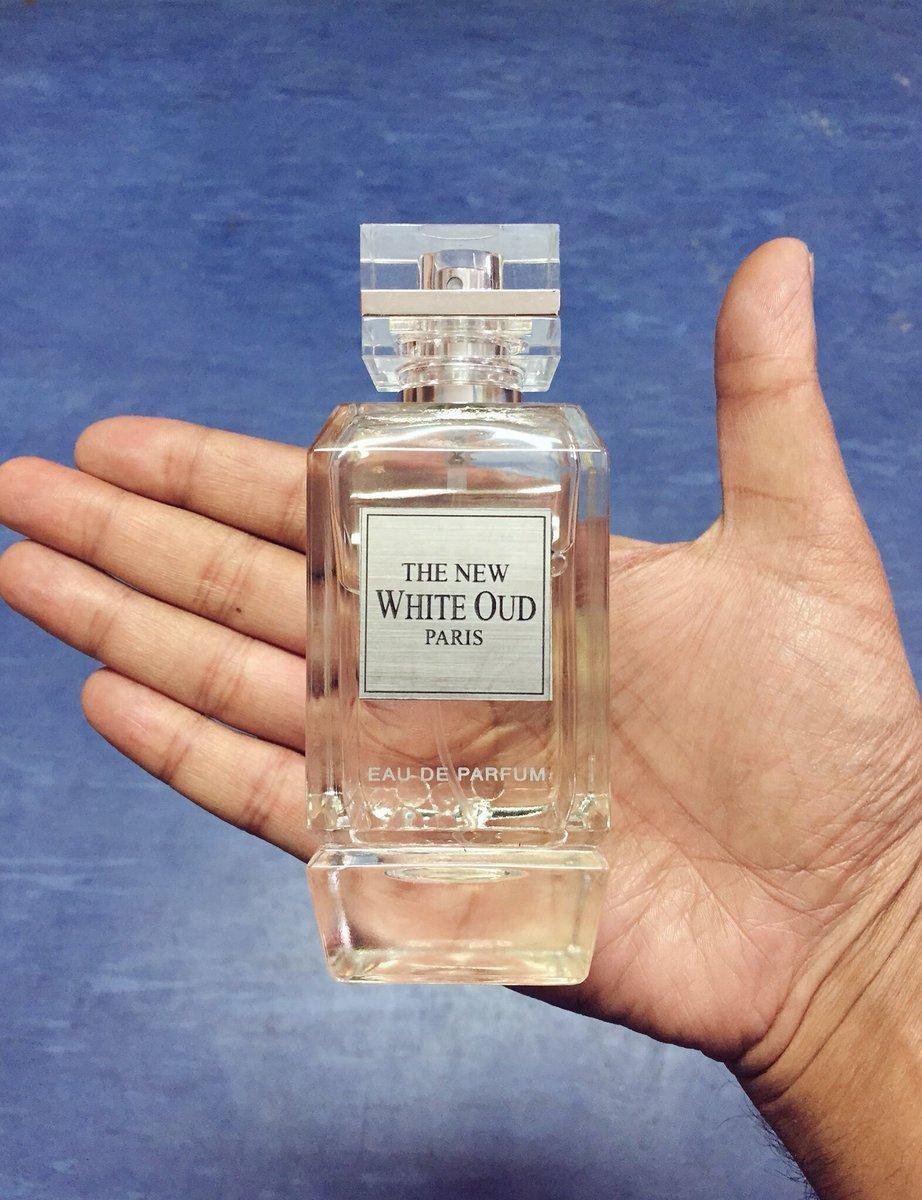 THE NEW
WHITE OUD
PARIS
EAU DE PARFUM